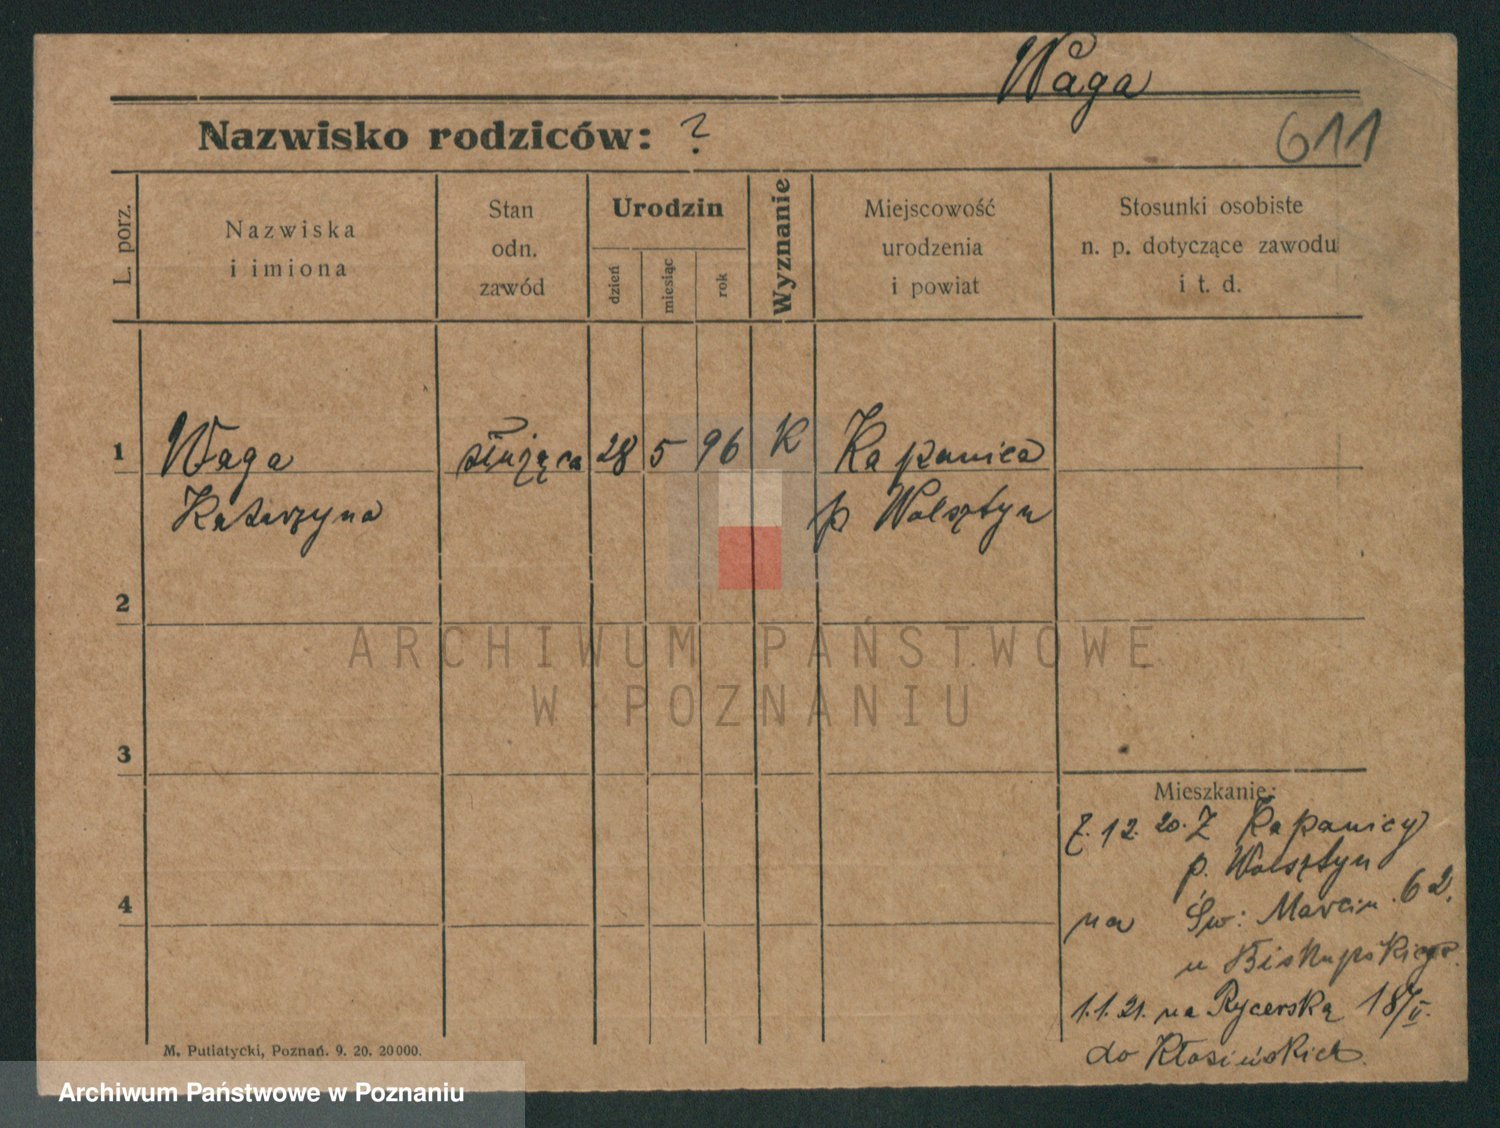 Waga
Nazwisko rodziców: ?
611
L. porz.
Nazwiska
i imiona
Stan
odn.
zawód
Urodzin
dzień
miesiąc
rok
Wyznanie
Miejscowość
urodzenia
i powiat
Stosunki osobiste
n. p. dotyczące zawodu
i t. d.
1
Waga
Katarzyna
służąca
28
5
96
K
Kapanica
p Wolsztyn
2
3
4
Mieszkanie:
7. 12. 20. Z Kapanicy
p. Wolsztyn
na Św: Marcin. 62.
u Biskupskiego.
1.1.21. na Rycerską 18/II.
do Kłosińskich.
M. Putiatycki, Poznań. 9. 20. 20000.
ARCHIWUM PAŃSTWOWE
W POZNANIU
Archiwum Państwowe w Poznaniu